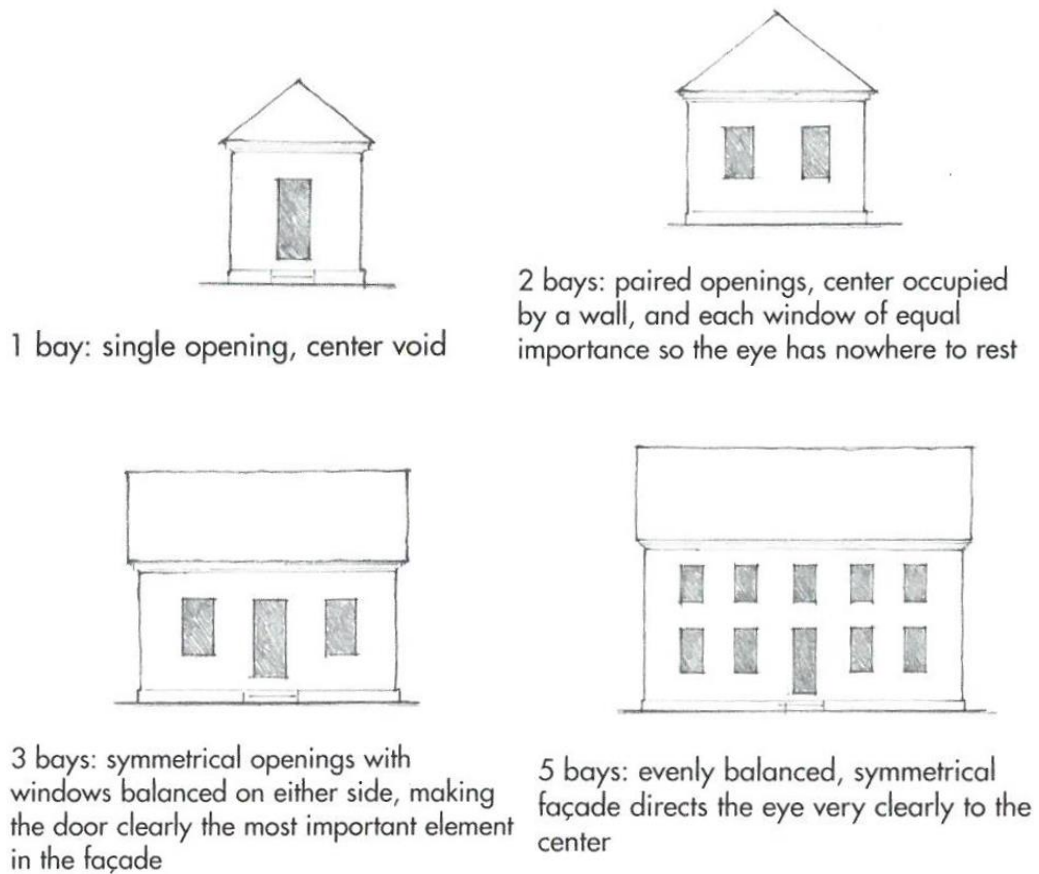 1 bay: single opening, center void
2 bays: paired openings, center occupied
by a wall, and each window of equal
importance so the eye has nowhere to rest
3 bays: symmetrical openings with
windows balanced on either side, making
the door clearly the most important element
in the façade
5 bays: evenly balanced, symmetrical
façade directs the eye very clearly to the
center